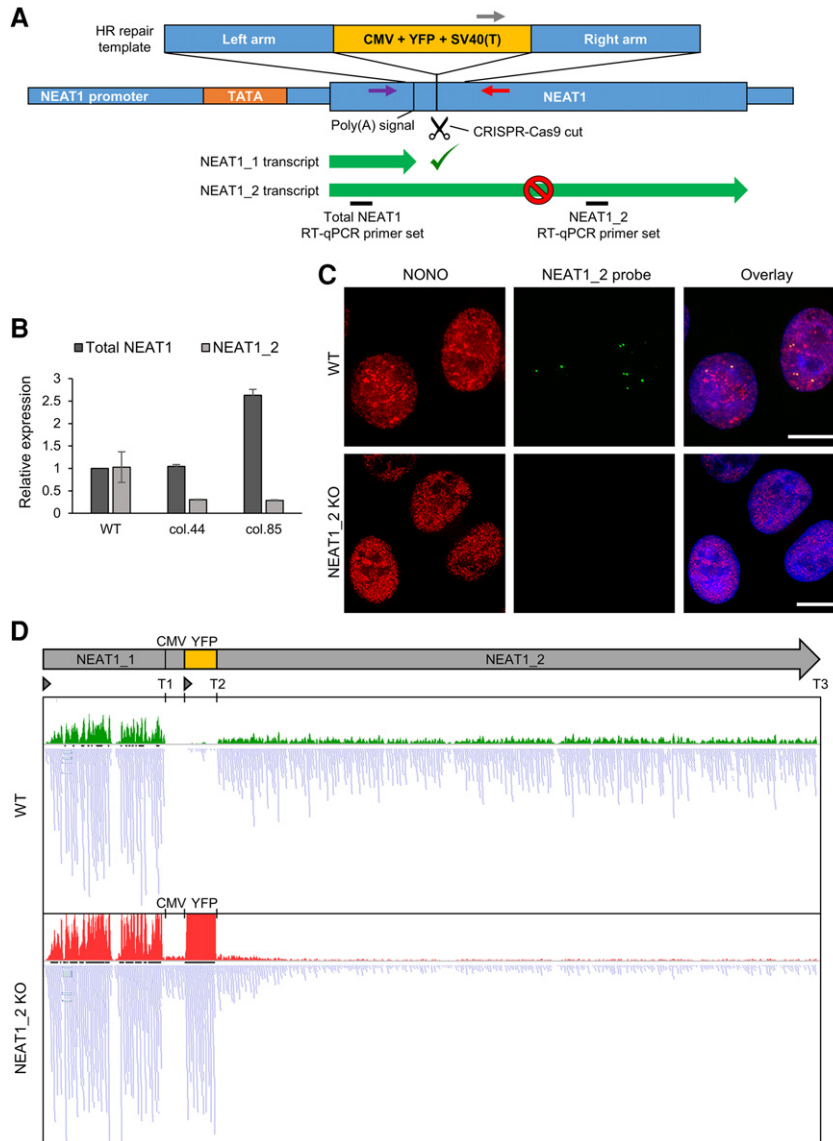 A
HR repair template
Left arm
CMV + YFP + SV40(T)
Right arm
NEAT1 promoter
TATA
NEAT1
Poly(A) signal
CRISPR-Cas9 cut
NEAT1_1 transcript
NEAT1_2 transcript
Total NEAT1
RT-qPCR primer set
NEAT1_2
RT-qPCR primer set
B
Total NEAT1
NEAT1_2
Relative expression
3
2.5
2
1.5
1
0.5
0
WT
col.44
col.85
C
NONO
NEAT1_2 probe
Overlay
WT
NEAT1_2 KO
D
CMV YFP
NEAT1_1
NEAT1_2
T1
T2
T3
WT
CMV YFP
NEAT1_2 KO